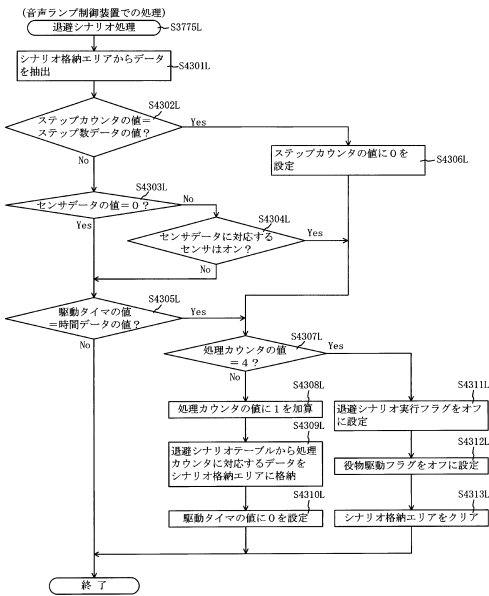 (音声ランプ制御装置での処理)
退避シナリオ処理
S3775L
シナリオ格納エリアからデータ
を抽出
S4301L
S4302L
ステップカウンタの値=
ステップ数データの値?
Yes
No
ステップカウンタの値に0を
設定
S4306L
S4303L
センサデータの値=0?
No
Yes
S4304L
センサデータに対応する
センサはオン?
Yes
No
S4305L
駆動タイマの値
=時間データの値?
Yes
No
S4307L
処理カウンタの値
=4?
Yes
No
S4308L
処理カウンタの値に1を加算
S4309L
退避シナリオテーブルから処理
カウンタに対応するデータを
シナリオ格納エリアに格納
S4310L
駆動タイマの値に0を設定
S4311L
退避シナリオ実行フラグをオフ
に設定
S4312L
役物駆動フラグをオフに設定
S4313L
シナリオ格納エリアをクリア
終了